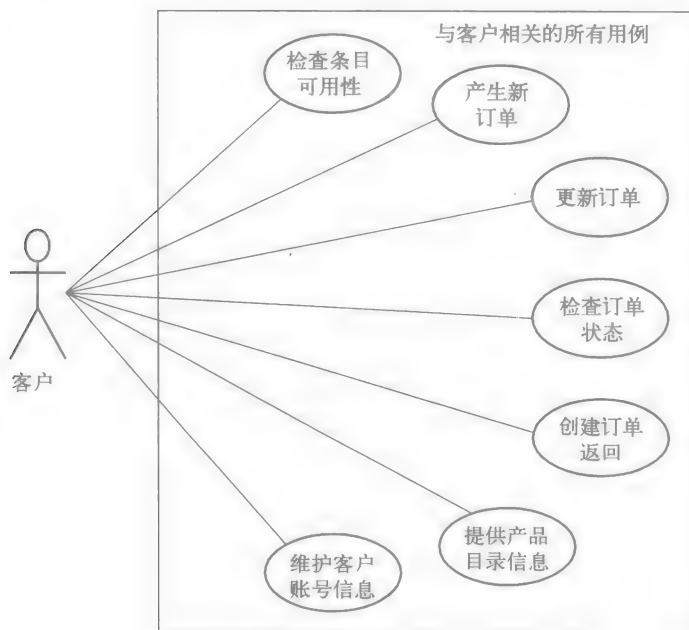 与客户相关的所有用例
检查条目
可用性
产生新
订单
更新订单
检查订单
状态
客户
创建订单
返回
提供产品
目录信息
维护客户
账号信息